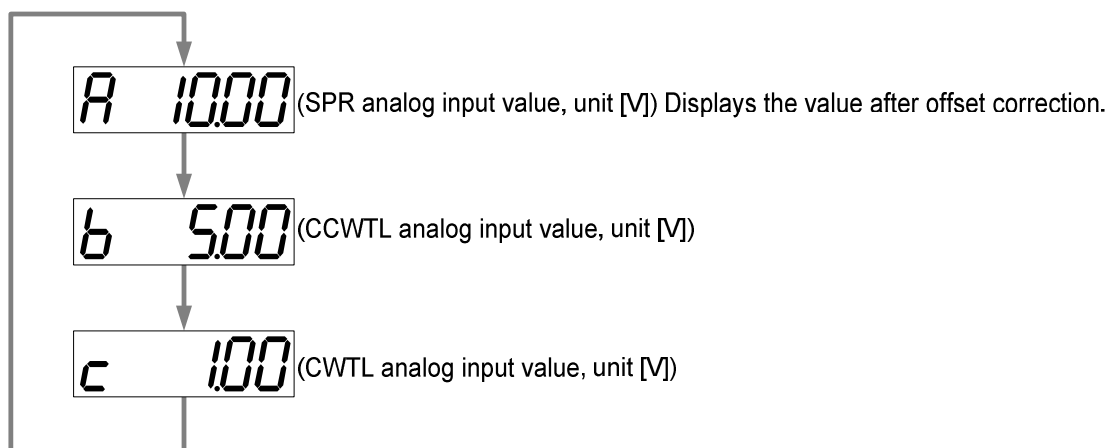 A 10.00 (SPR analog input value, unit [V]) Displays the value after offset correction.
b 5.00 (CCWTL analog input value, unit [V])
c 1.00 (CWTL analog input value, unit [V])